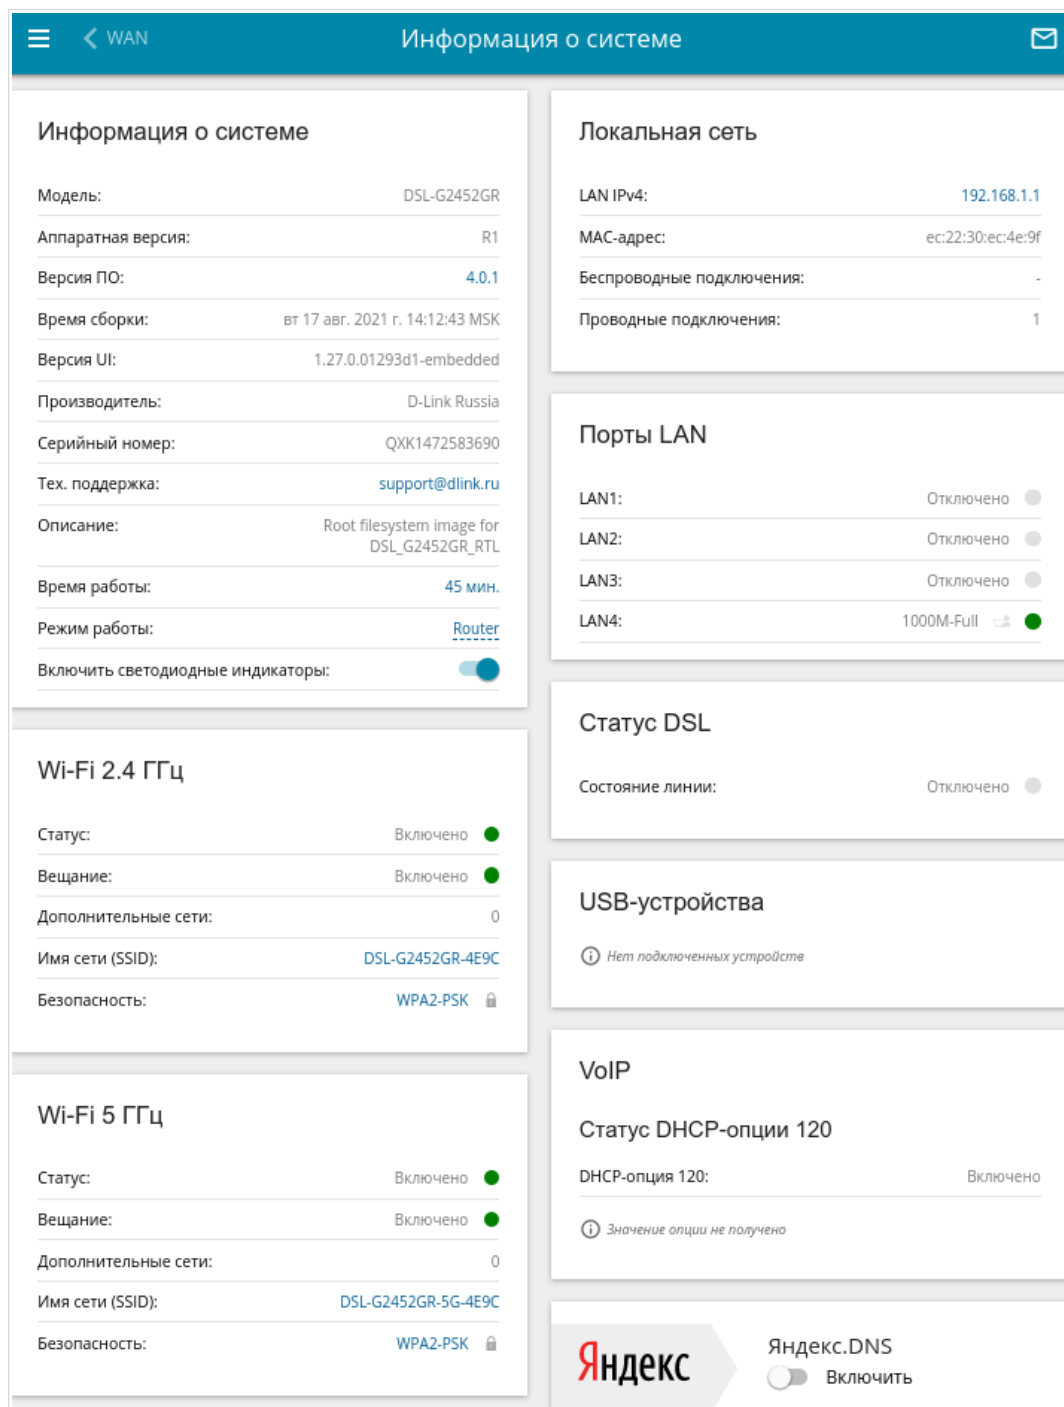 WAN
Информация о системе
Информация о системе
Модель: DSL-G2452GR
Аппаратная версия: R1
Версия ПО: 4.0.1
Время сборки: вт 17 авг. 2021 г. 14:12:43 MSK
Версия UI: 1.27.0.01293d1-embedded
Производитель: D-Link Russia
Серийный номер: QXK1472583690
Тех. поддержка: support@dlink.ru
Описание: Root filesystem image for
DSL_G2452GR_RTL
Время работы: 45 мин.
Режим работы: Router
Включить светодиодные индикаторы:
Wi-Fi 2.4 ГГц
Статус: Включено
Вещание: Включено
Дополнительные сети: 0
Имя сети (SSID): DSL-G2452GR-4E9C
Безопасность: WPA2-PSK
Wi-Fi 5 ГГц
Статус: Включено
Вещание: Включено
Дополнительные сети: 0
Имя сети (SSID): DSL-G2452GR-5G-4E9C
Безопасность: WPA2-PSK
Локальная сеть
LAN IPv4: 192.168.1.1
MAC-адрес: ec:22:30:ec:4e:9f
Беспроводные подключения: -
Проводные подключения: 1
Порты LAN
LAN1: Отключено
LAN2: Отключено
LAN3: Отключено
LAN4: 1000M-Full
Статус DSL
Состояние линии: Отключено
USB-устройства
Нет подключенных устройств
VoIP
Статус DHCP-опции 120
DHCP-опция 120: Включено
Значение опции не получено
Яндекс
Яндекс.DNS
Включить